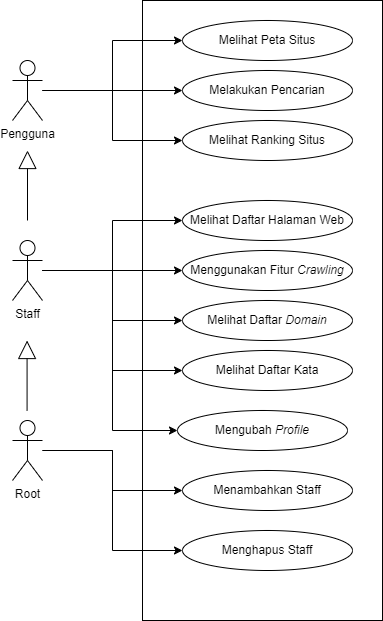 Melihat Peta Situs
Melakukan Pencarian
Pengguna
Melihat Ranking Situs
Melihat Daftar Halaman Web
Menggunakan Fitur Crawling
Staff
Melihat Daftar Domain
Melihat Daftar Kata
Mengubah Profile
Root
Menambahkan Staff
Menghapus Staff